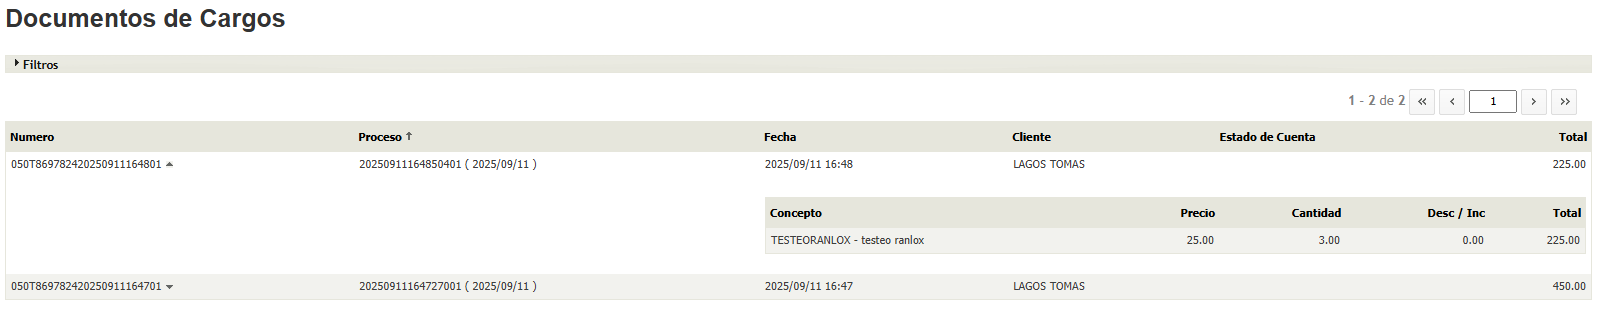 Documentos de Cargos
Filtros
1 - 2 de 2 « ‹ 1 › »
Numero Proceso ↑ Fecha Cliente Estado de Cuenta Total
050T869782420250911164801 20250911164850401 ( 2025/09/11 ) 2025/09/11 16:48 LAGOS TOMAS 225.00
Concepto Precio Cantidad Desc / Inc Total
TESTEORANLOX - testeo ranlox 25.00 3.00 0.00 225.00
050T869782420250911164701 20250911164727001 ( 2025/09/11 ) 2025/09/11 16:47 LAGOS TOMAS 450.00